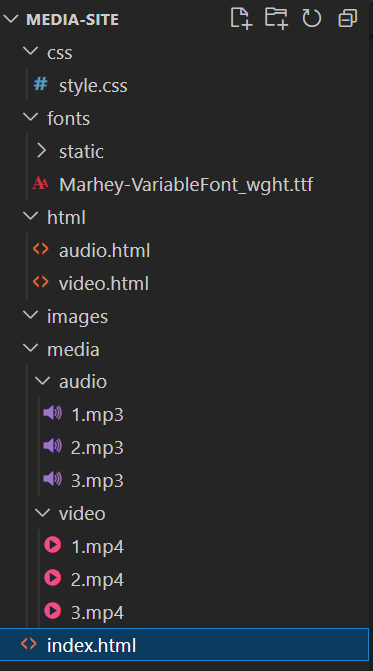 MEDIA-SITE
css
# style.css
fonts
static
Marhey-VariableFont_wght.ttf
html
audio.html
video.html
images
media
audio
1.mp3
2.mp3
3.mp3
video
1.mp4
2.mp4
3.mp4
index.html